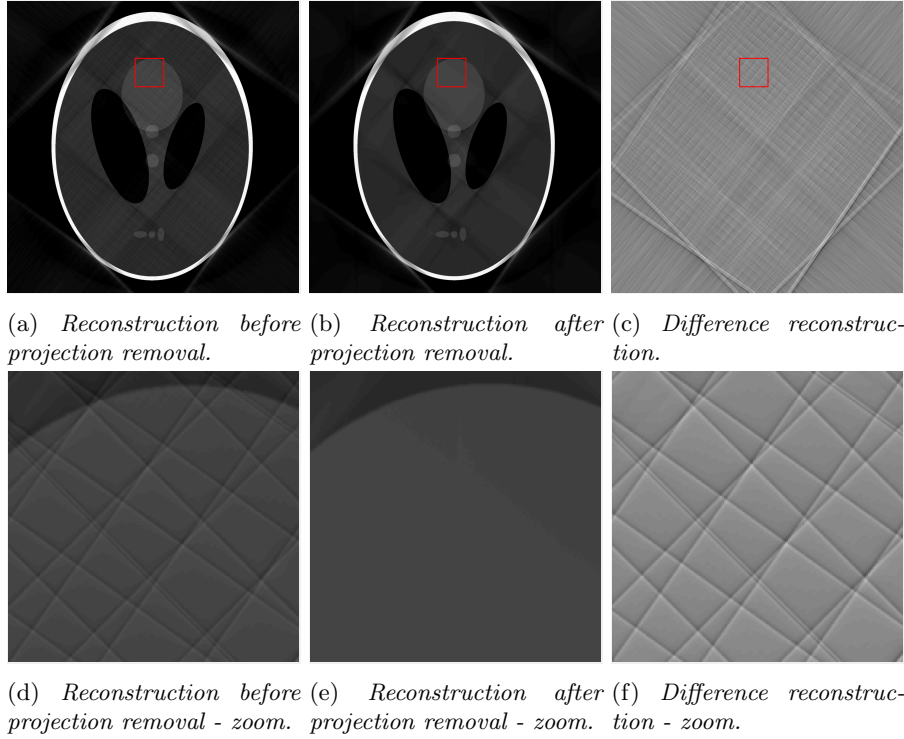 (a) Reconstruction before
projection removal.
(b) Reconstruction after
projection removal.
(c) Difference reconstruc-
tion.
(d) Reconstruction before
projection removal - zoom.
(e) Reconstruction after
projection removal - zoom.
(f) Difference reconstruc-
tion - zoom.